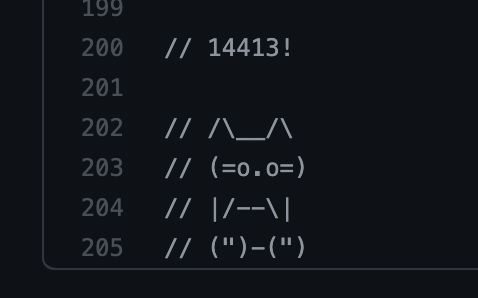 199
200 // 14413!
201
202 // /\__/\
203 // (=o.o=)
204 // |/--\|
205 // (")-(")